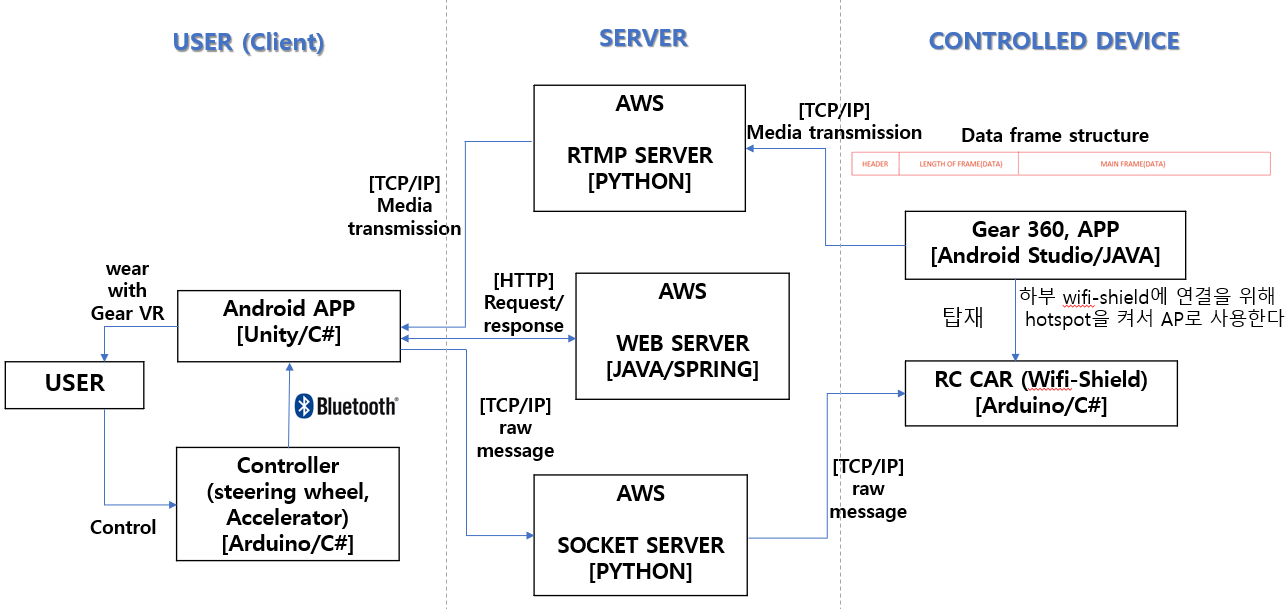 USER (Client)
SERVER
CONTROLLED DEVICE
AWS
RTMP SERVER
[PYTHON]
[TCP/IP]
Media transmission
Data frame structure
HEADER
LENGTH OF FRAME(DATA)
MAIN FRAME(DATA)
[TCP/IP]
Media
transmission
Gear 360, APP
[Android Studio/JAVA]
wear
with
Gear VR
Android APP
[Unity/C#]
[HTTP]
Request/
response
AWS
WEB SERVER
[JAVA/SPRING]
탑재
하부 wifi-shield에 연결을 위해
hotspot을 켜서 AP로 사용한다
USER
Bluetooth®
RC CAR (Wifi-Shield)
[Arduino/C#]
[TCP/IP]
raw
message
Controller
(steering wheel,
Accelerator)
[Arduino/C#]
Control
AWS
SOCKET SERVER
[PYTHON]
[TCP/IP]
raw
message